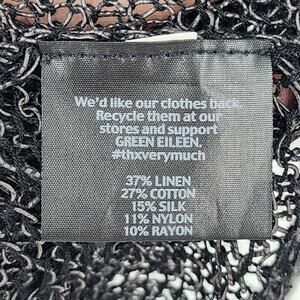 We'd like our clothes back.
Recycle them at our
stores and support
GREEN EILEEN.
#thxverymuch
37% LINEN
27% COTTON
15% SILK
11% NYLON
10% RAYON